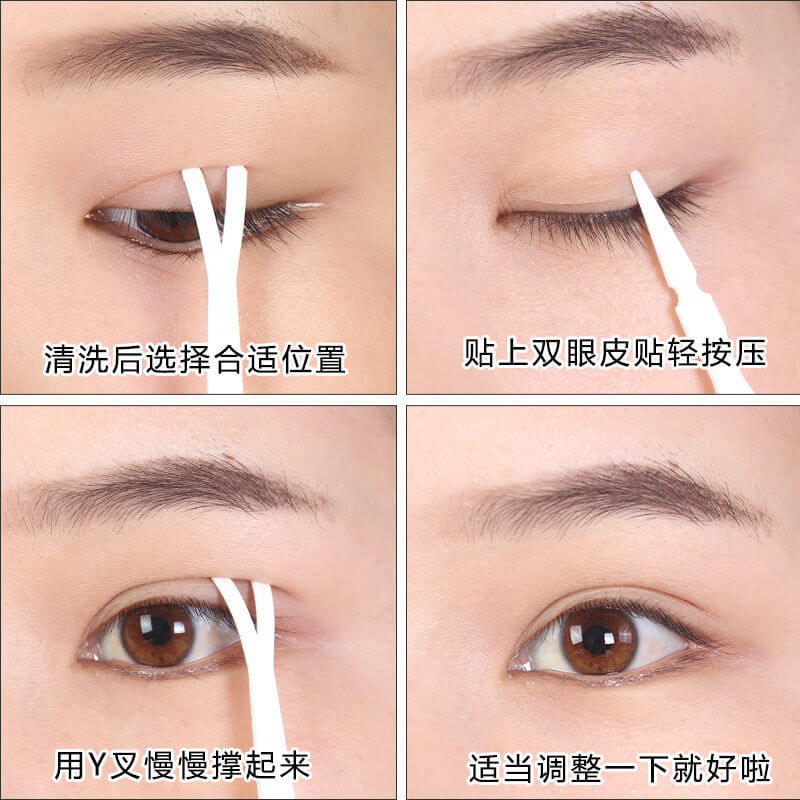 清洗后选择合适位置
贴上双眼皮贴轻按压
用Y叉慢慢撑起来
适当调整一下就好啦